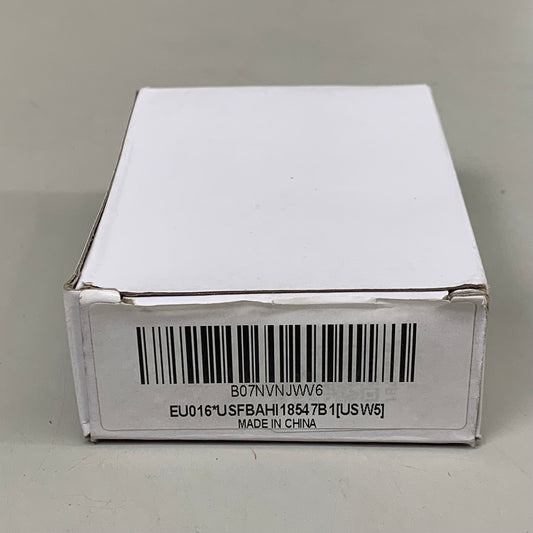 B07NVNJWV6
EU016*USFBAHI18547B1[USW5]
MADE IN CHINA